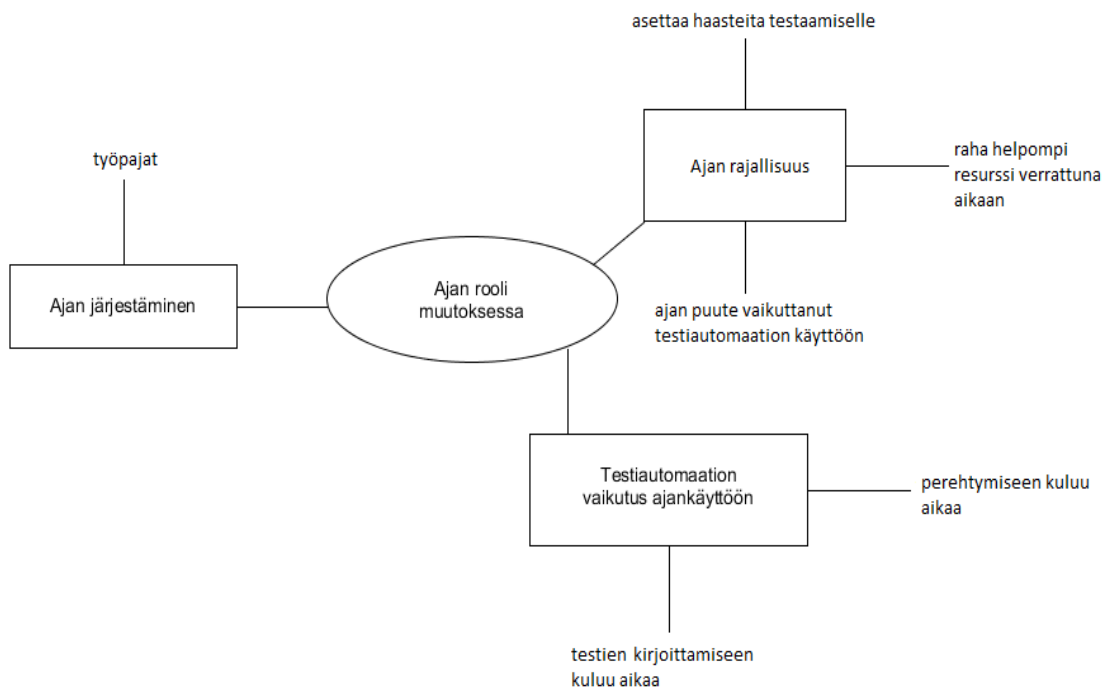 asettaa haasteita testaamiselle
työpajat
Ajan rajallisuus
raha helpompi
resurssi verrattuna
aikaan
Ajan järjestäminen
Ajan rooli
muutoksessa
ajan puute vaikuttanut
testiautomaation käyttöön
Testiautomaation
vaikutus ajankäyttöön
perehtymiseen kuluu
aikaa
testien kirjoittamiseen
kuluu aikaa